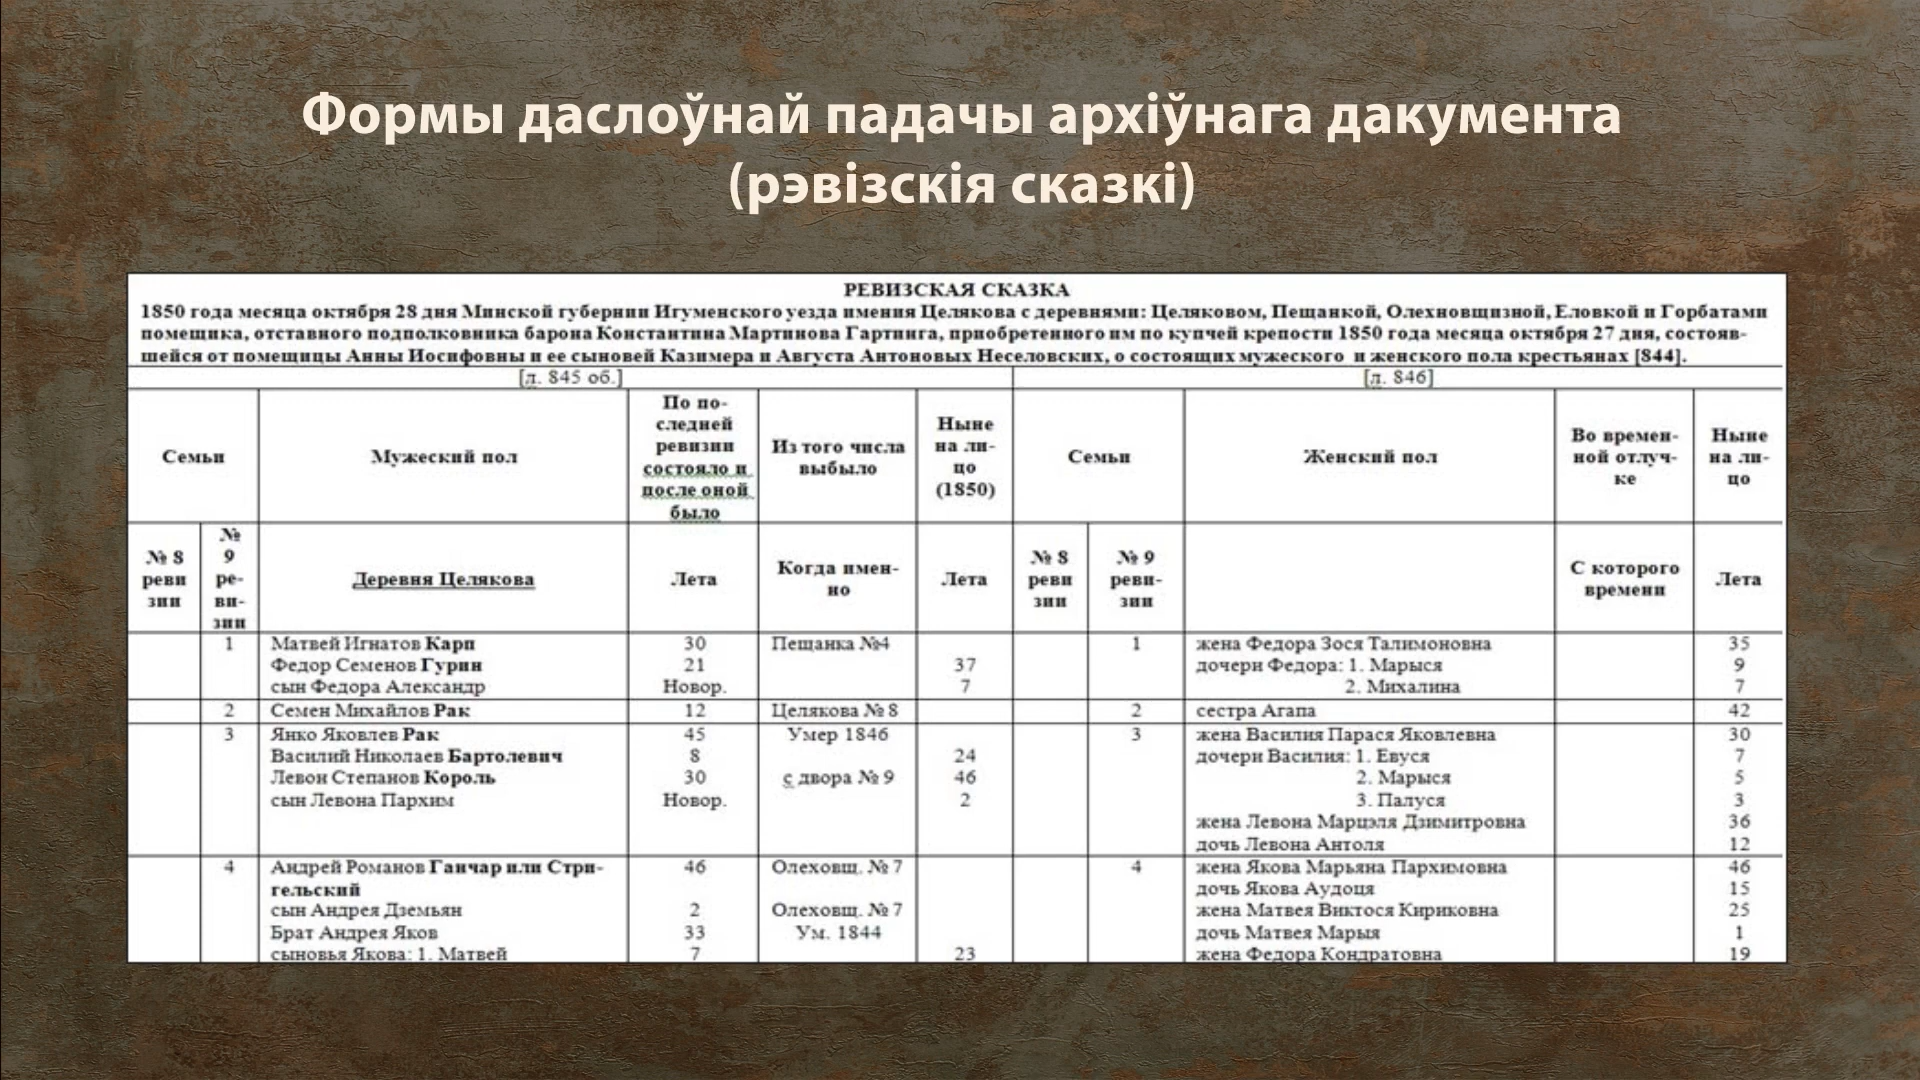 Формы даслоўнай падачы архіўнага дакумента
(рэвізскія сказкі)
РЕВИЗСКАЯ СКАЗКА
1850 года месяца октября 28 дня Минской губернии Игуменского уезда имения Целякова с деревнями: Целяковом, Пещанкой, Олехновщизной, Еловкой и Горбатами
помещика, отставного подполковника барона Константина Мартинова Гартинга, приобретенного им по купчей крепости 1850 года месяца октября 27 дня, состояв-
шейся от помещицы Анны Иосифовны и ее сыновей Казимера и Августа Антоновых Неселовских, о состоящих мужеского и женского пола крестьянах [844].
[л. 845 об.] [л. 846]
Семьи
Мужеский пол
По по-
следней
ревизии
состояло и
после оной
было
Из того числа
выбыло
Ныне
на ли-
цо
(1850)
Семьи
Женский пол
Во времен-
ной отлуч-
ке
Ныне
на ли-
цо
№ 8
реви
зии
№
9
ре-
ви-
зии
Деревня Целякова
Лета
Когда имен-
но
Лета
№ 8
реви
зии
№ 9
реви-
зии
С которого
времени
Лета
1 Матвей Игнатов Карп 30 Пещанка №4 1 жена Федора Зося Талимоновна 35
Федор Семенов Гурин 21 37 дочери Федора: 1. Марыся 9
сын Федора Александр Новор. 7 2. Михалина 7
2 Семен Михайлов Рак 12 Целякова № 8 2 сестра Агапа 42
3 Янко Яковлев Рак 45 Умер 1846 3 жена Василия Парася Яковлевна 30
Василий Николаев Бартолевич 8 24 дочери Василия: 1. Евуся 7
Левон Степанов Король 30 с двора № 9 46 2. Марыся 5
сын Левона Пархим Новор. 2 3. Палуся 3
жена Левона Марцэля Дзимитровна 36
дочь Левона Антоля 12
4 Андрей Романов Ганчар или Стри- 46 Олеховщ. № 7 4 жена Якова Марьяна Пархимовна 46
гельский дочь Якова Аудоця 15
сын Андрея Дземьян 2 Олеховщ. № 7 жена Матвея Виктося Кириковна 25
Брат Андрея Яков 33 Ум. 1844 дочь Матвея Марыя 1
сыновья Якова: 1. Матвей 7 23 жена Федора Кондратовна 19